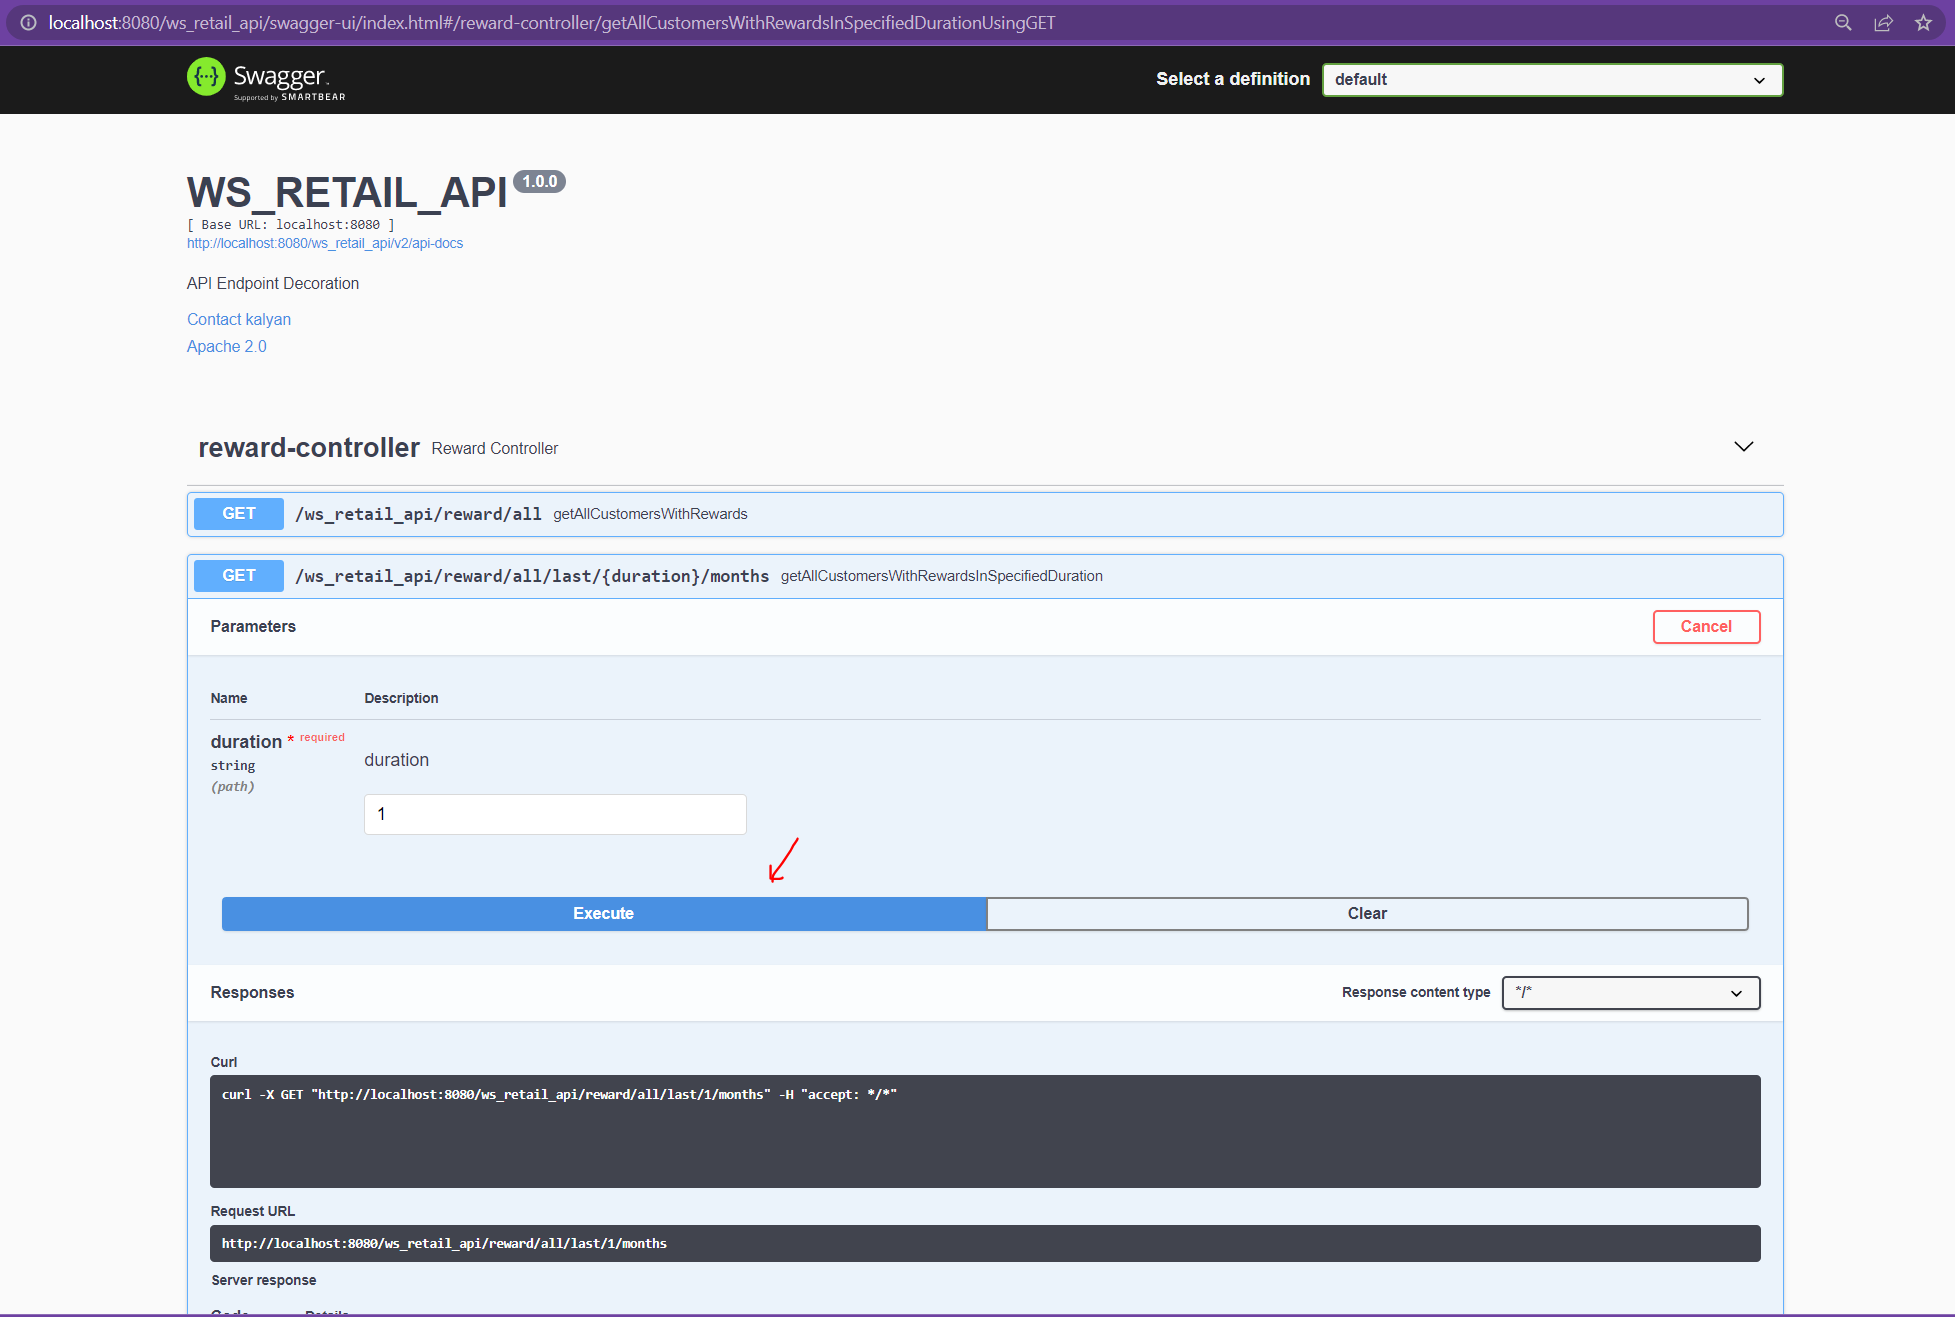 localhost:8080/ws_retail_api/swagger-ui/index.html#/reward-controller/getAllCustomersWithRewardsInSpecifiedDurationUsingGET
Swagger. Supported by SMARTBEAR
Select a definition default
WS_RETAIL_API 1.0.0
[ Base URL: localhost:8080 ]
http://localhost:8080/ws_retail_api/v2/api-docs
API Endpoint Decoration
Contact kalyan
Apache 2.0
reward-controller Reward Controller
GET /ws_retail_api/reward/all getAllCustomersWithRewards
GET /ws_retail_api/reward/all/last/{duration}/months getAllCustomersWithRewardsInSpecifiedDuration
Parameters Cancel
Name Description
duration * required
string
(path)
duration
1
Execute Clear
Responses Response content type */*
Curl
curl -X GET "http://localhost:8080/ws_retail_api/reward/all/last/1/months" -H "accept: */*"
Request URL
http://localhost:8080/ws_retail_api/reward/all/last/1/months
Server response
Code Details